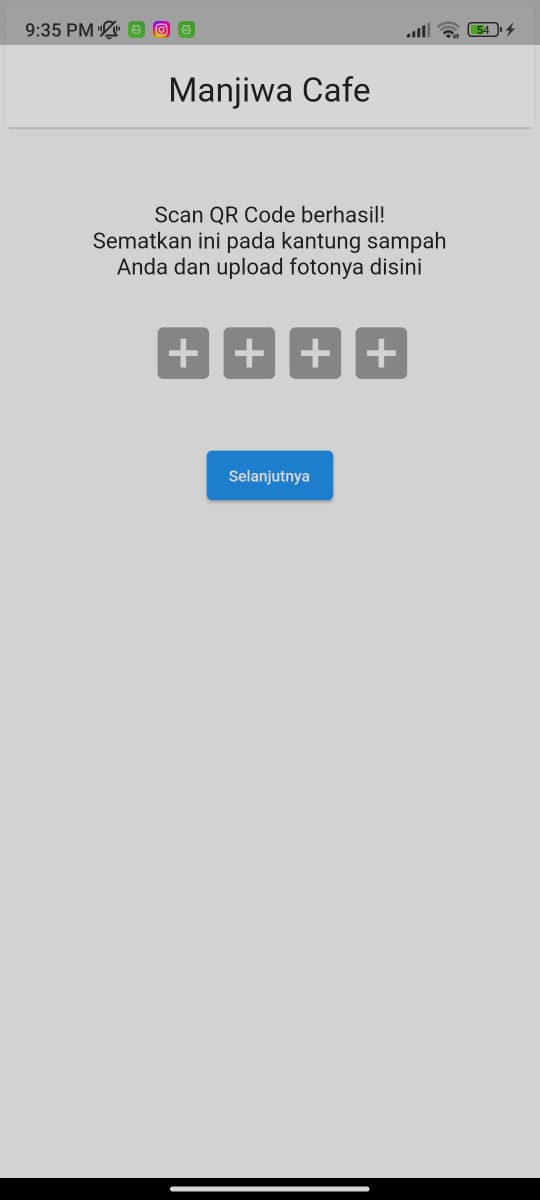 9:35 PM
54
Manjiwa Cafe
Scan QR Code berhasil!
Sematkan ini pada kantung sampah
Anda dan upload fotonya disini
Selanjutnya